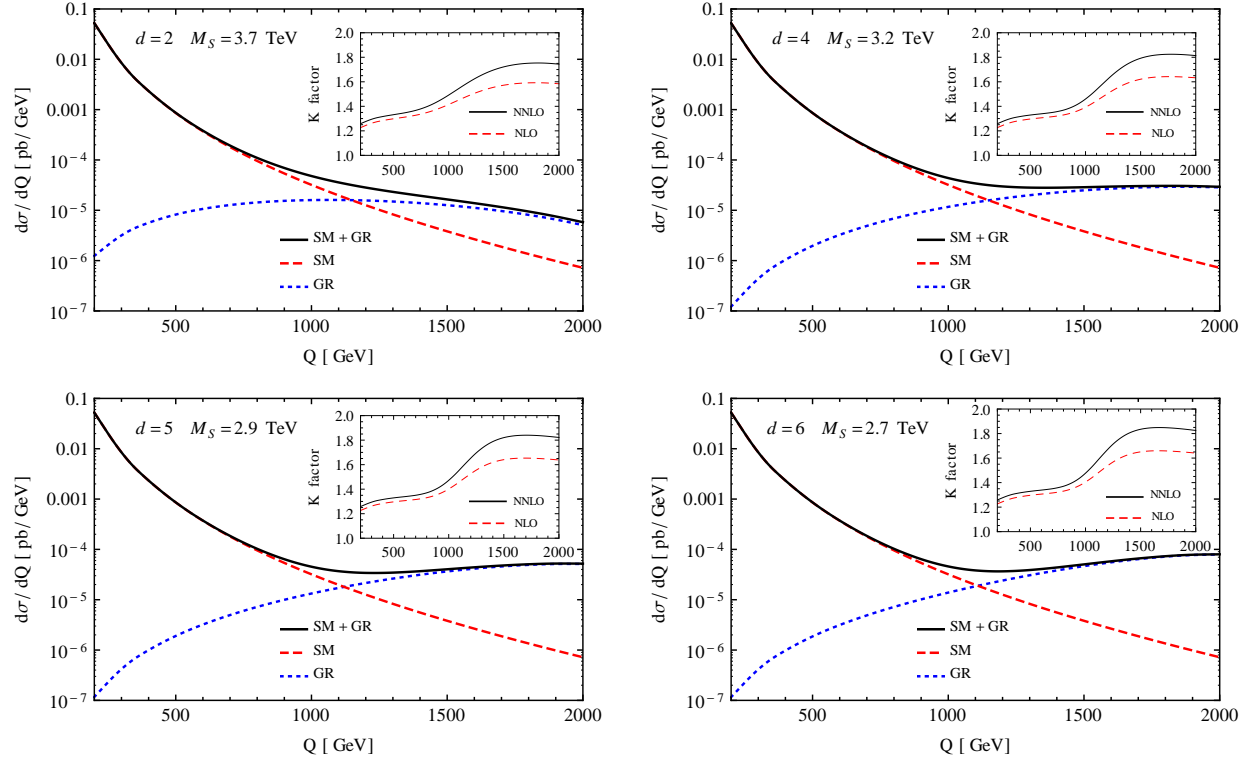 d = 2 M_S = 3.7 TeV
dσ / dQ [ pb / GeV]
0.1
0.01
0.001
10^−4
10^−5
10^−6
10^−7
K factor
2.0
1.8
1.6
1.4
1.2
1.0
NNLO
NLO
500 1000 1500 2000
SM + GR
SM
GR
500 1000 1500 2000
Q [ GeV]
d = 4 M_S = 3.2 TeV
dσ / dQ [ pb / GeV]
0.1
0.01
0.001
10^−4
10^−5
10^−6
10^−7
K factor
2.0
1.8
1.6
1.4
1.2
1.0
NNLO
NLO
500 1000 1500 2000
SM + GR
SM
GR
500 1000 1500 2000
Q [ GeV]
d = 5 M_S = 2.9 TeV
dσ / dQ [ pb / GeV]
0.1
0.01
0.001
10^−4
10^−5
10^−6
10^−7
K factor
2.0
1.8
1.6
1.4
1.2
1.0
NNLO
NLO
500 1000 1500 2000
SM + GR
SM
GR
500 1000 1500 2000
Q [ GeV]
d = 6 M_S = 2.7 TeV
dσ / dQ [ pb / GeV]
0.1
0.01
0.001
10^−4
10^−5
10^−6
10^−7
K factor
2.0
1.8
1.6
1.4
1.2
1.0
NNLO
NLO
500 1000 1500 2000
SM + GR
SM
GR
500 1000 1500 2000
Q [ GeV]